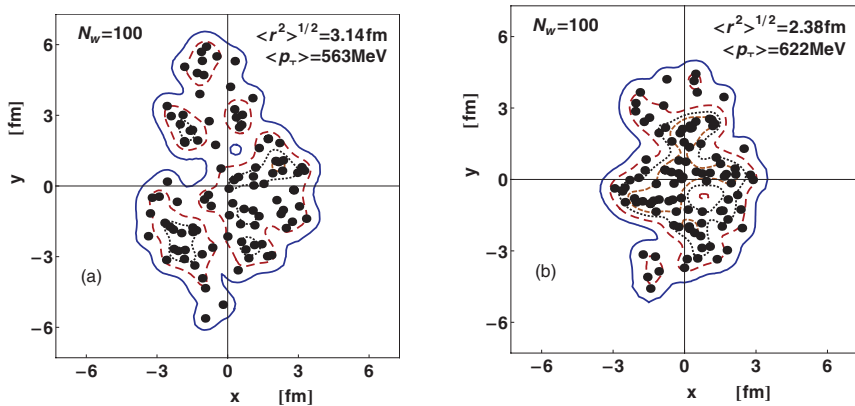 N_w=100
<r²>^{1/2}=3.14fm
<p_T>=563MeV
6
3
0
−3
−6
y [fm]
(a)
−6 −3 0 3 6
x [fm]
N_w=100
<r²>^{1/2}=2.38fm
<p_T>=622MeV
6
3
0
−3
−6
y [fm]
(b)
−6 −3 0 3 6
x [fm]